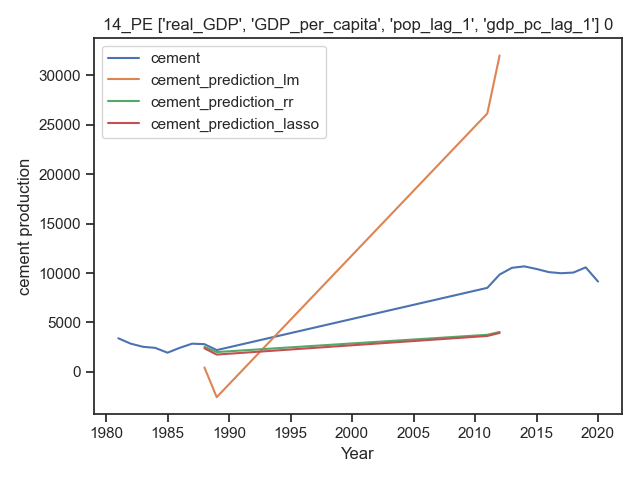 14_PE ['real_GDP', 'GDP_per_capita', 'pop_lag_1', 'gdp_pc_lag_1'] 0
cement
cement_prediction_lm
cement_prediction_rr
cement_prediction_lasso
30000
25000
20000
15000
10000
5000
0
cement production
1980 1985 1990 1995 2000 2005 2010 2015 2020
Year